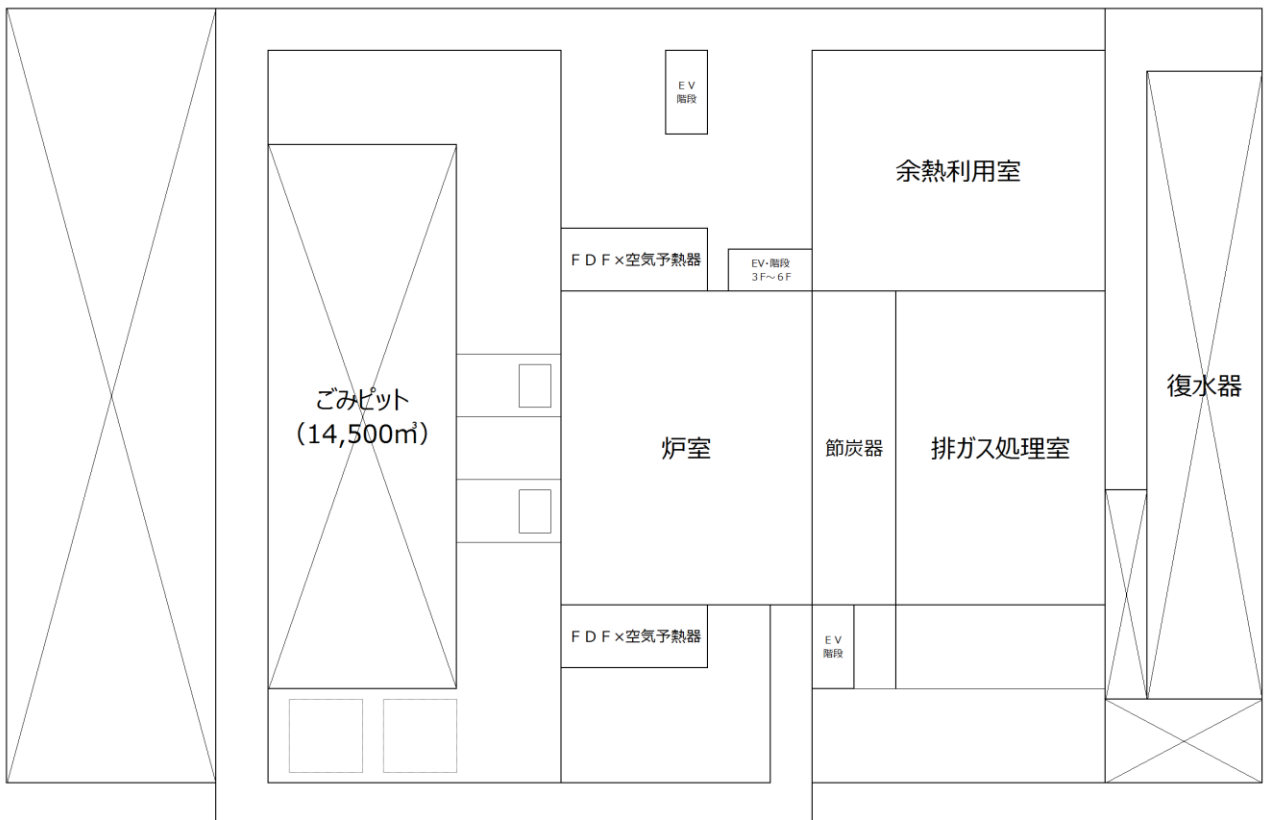 ＥＶ
階段
余熱利用室
ＦＤＦ×空気予熱器
EV・階段
３F～６F
ごみピット
（14,500㎥）
炉室
節炭器
排ガス処理室
復水器
ＦＤＦ×空気予熱器
ＥＶ
階段